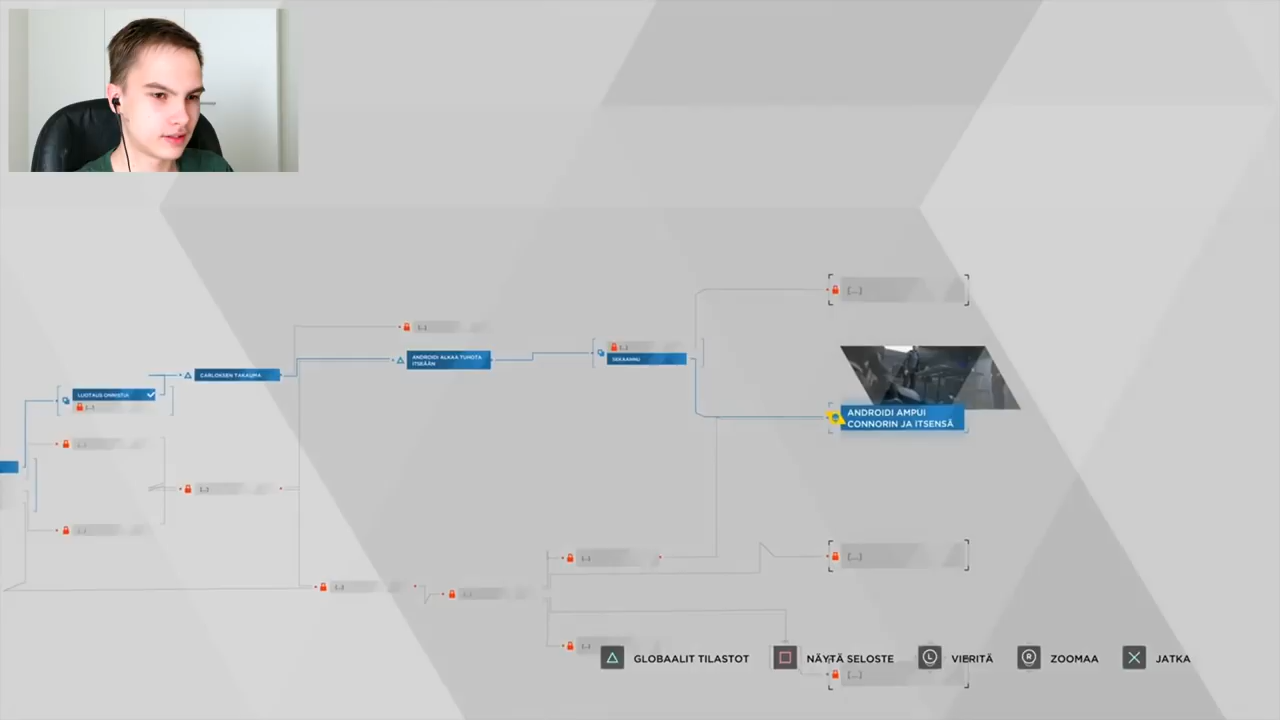 [...]
[...]
ANDROIDI ALKAA TUHOTA
ITSEÄÄN
[...]
SEKAANNU
CARLOKSEN TAKAUMA
LUOTAUS ONNISTUI
[...]
ANDROIDI AMPUI
CONNORIN JA ITSENSÄ
[...]
[...]
[...]
[...]
[...]
[...]
[...]
[...]
GLOBAALIT TILASTOT
NÄYTÄ SELOSTE
L
VIERITÄ
R
ZOOMAA
JATKA
[...]